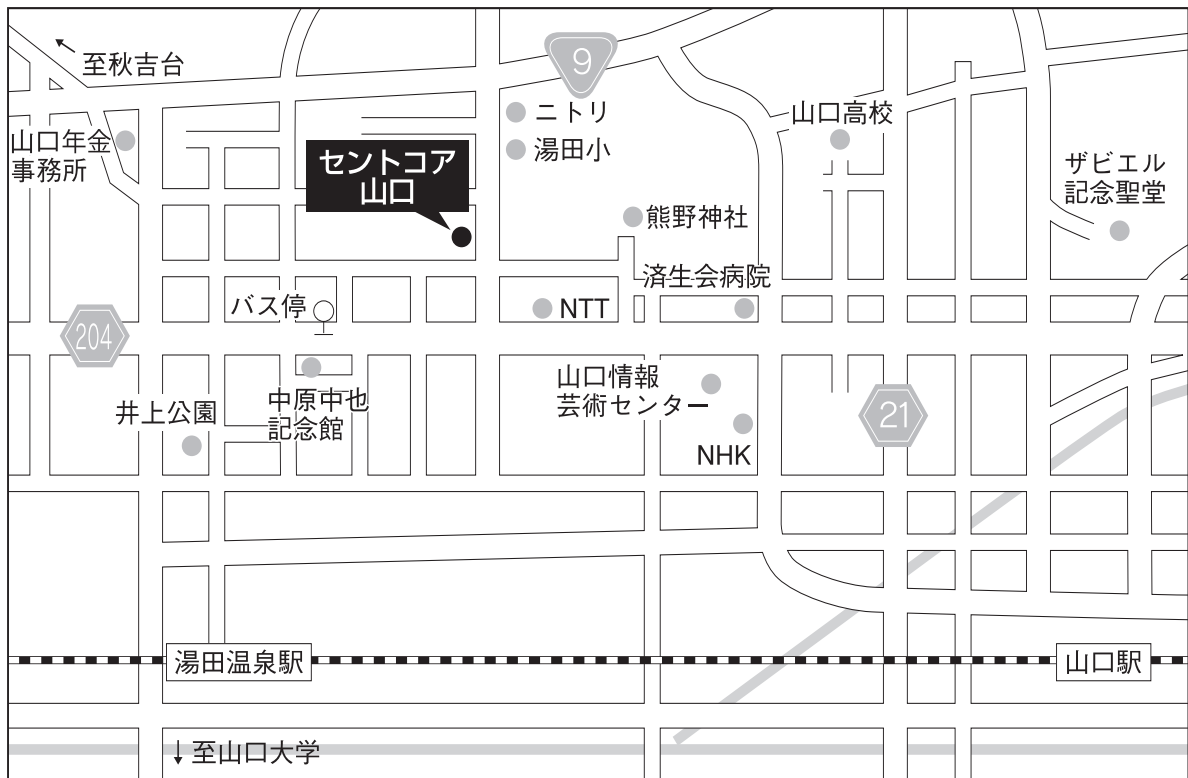 至秋吉台
9
ニトリ
湯田小
山口高校
山口年金
事務所
セントコア
山口
ザビエル
記念聖堂
熊野神社
済生会病院
バス停
NTT
204
山口情報
芸術センター
中原中也
記念館
井上公園
21
NHK
湯田温泉駅
山口駅
↓至山口大学